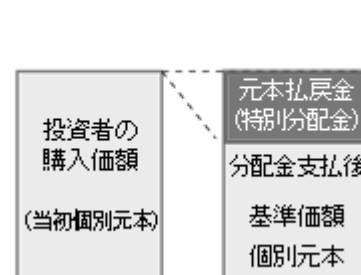 投資者の
購入価額
(当初個別元本)
元本払戻金
(特別分配金)
分配金支払後
基準価額
個別元本